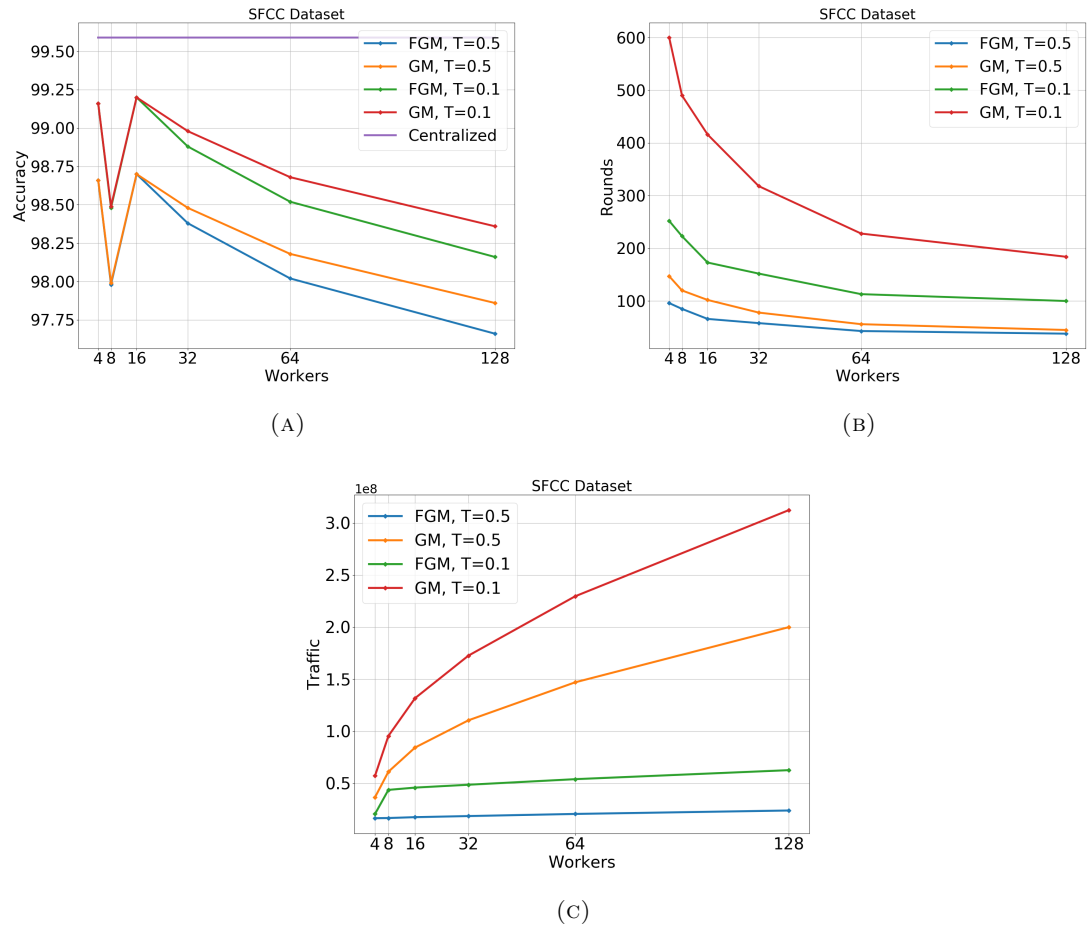 SFCC Dataset
99.50
99.25
99.00
98.75
98.50
98.25
98.00
97.75
Accuracy
FGM, T=0.5
GM, T=0.5
FGM, T=0.1
GM, T=0.1
Centralized
4 8 16 32 64 128
Workers
(A)
SFCC Dataset
600
500
400
300
200
100
Rounds
FGM, T=0.5
GM, T=0.5
FGM, T=0.1
GM, T=0.1
4 8 16 32 64 128
Workers
(B)
SFCC Dataset
1e8
3.0
2.5
2.0
1.5
1.0
0.5
Traffic
FGM, T=0.5
GM, T=0.5
FGM, T=0.1
GM, T=0.1
4 8 16 32 64 128
Workers
(C)